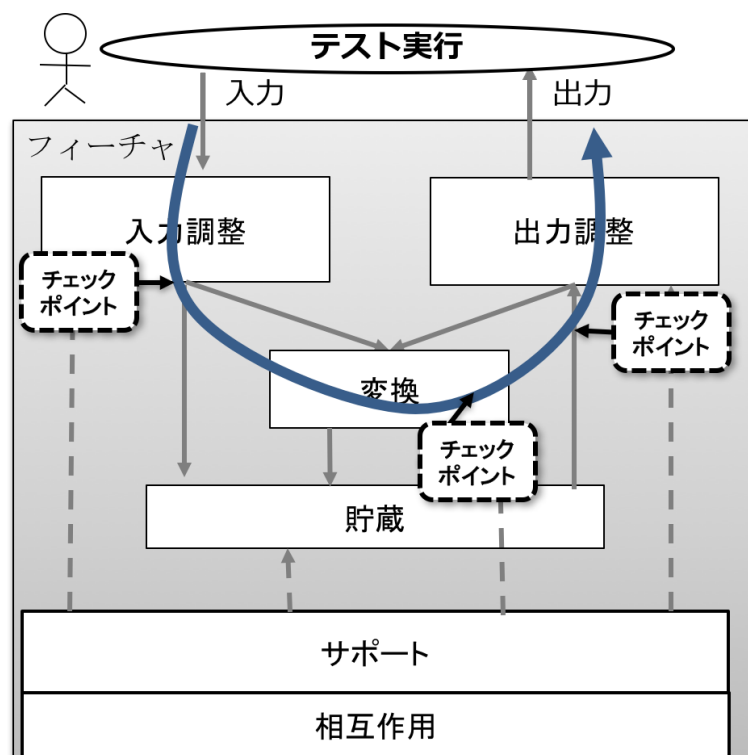 テスト実行
入力
出力
フィーチャ
入力調整
出力調整
チェック
ポイント
チェック
ポイント
変換
チェック
ポイント
貯蔵
サポート
相互作用